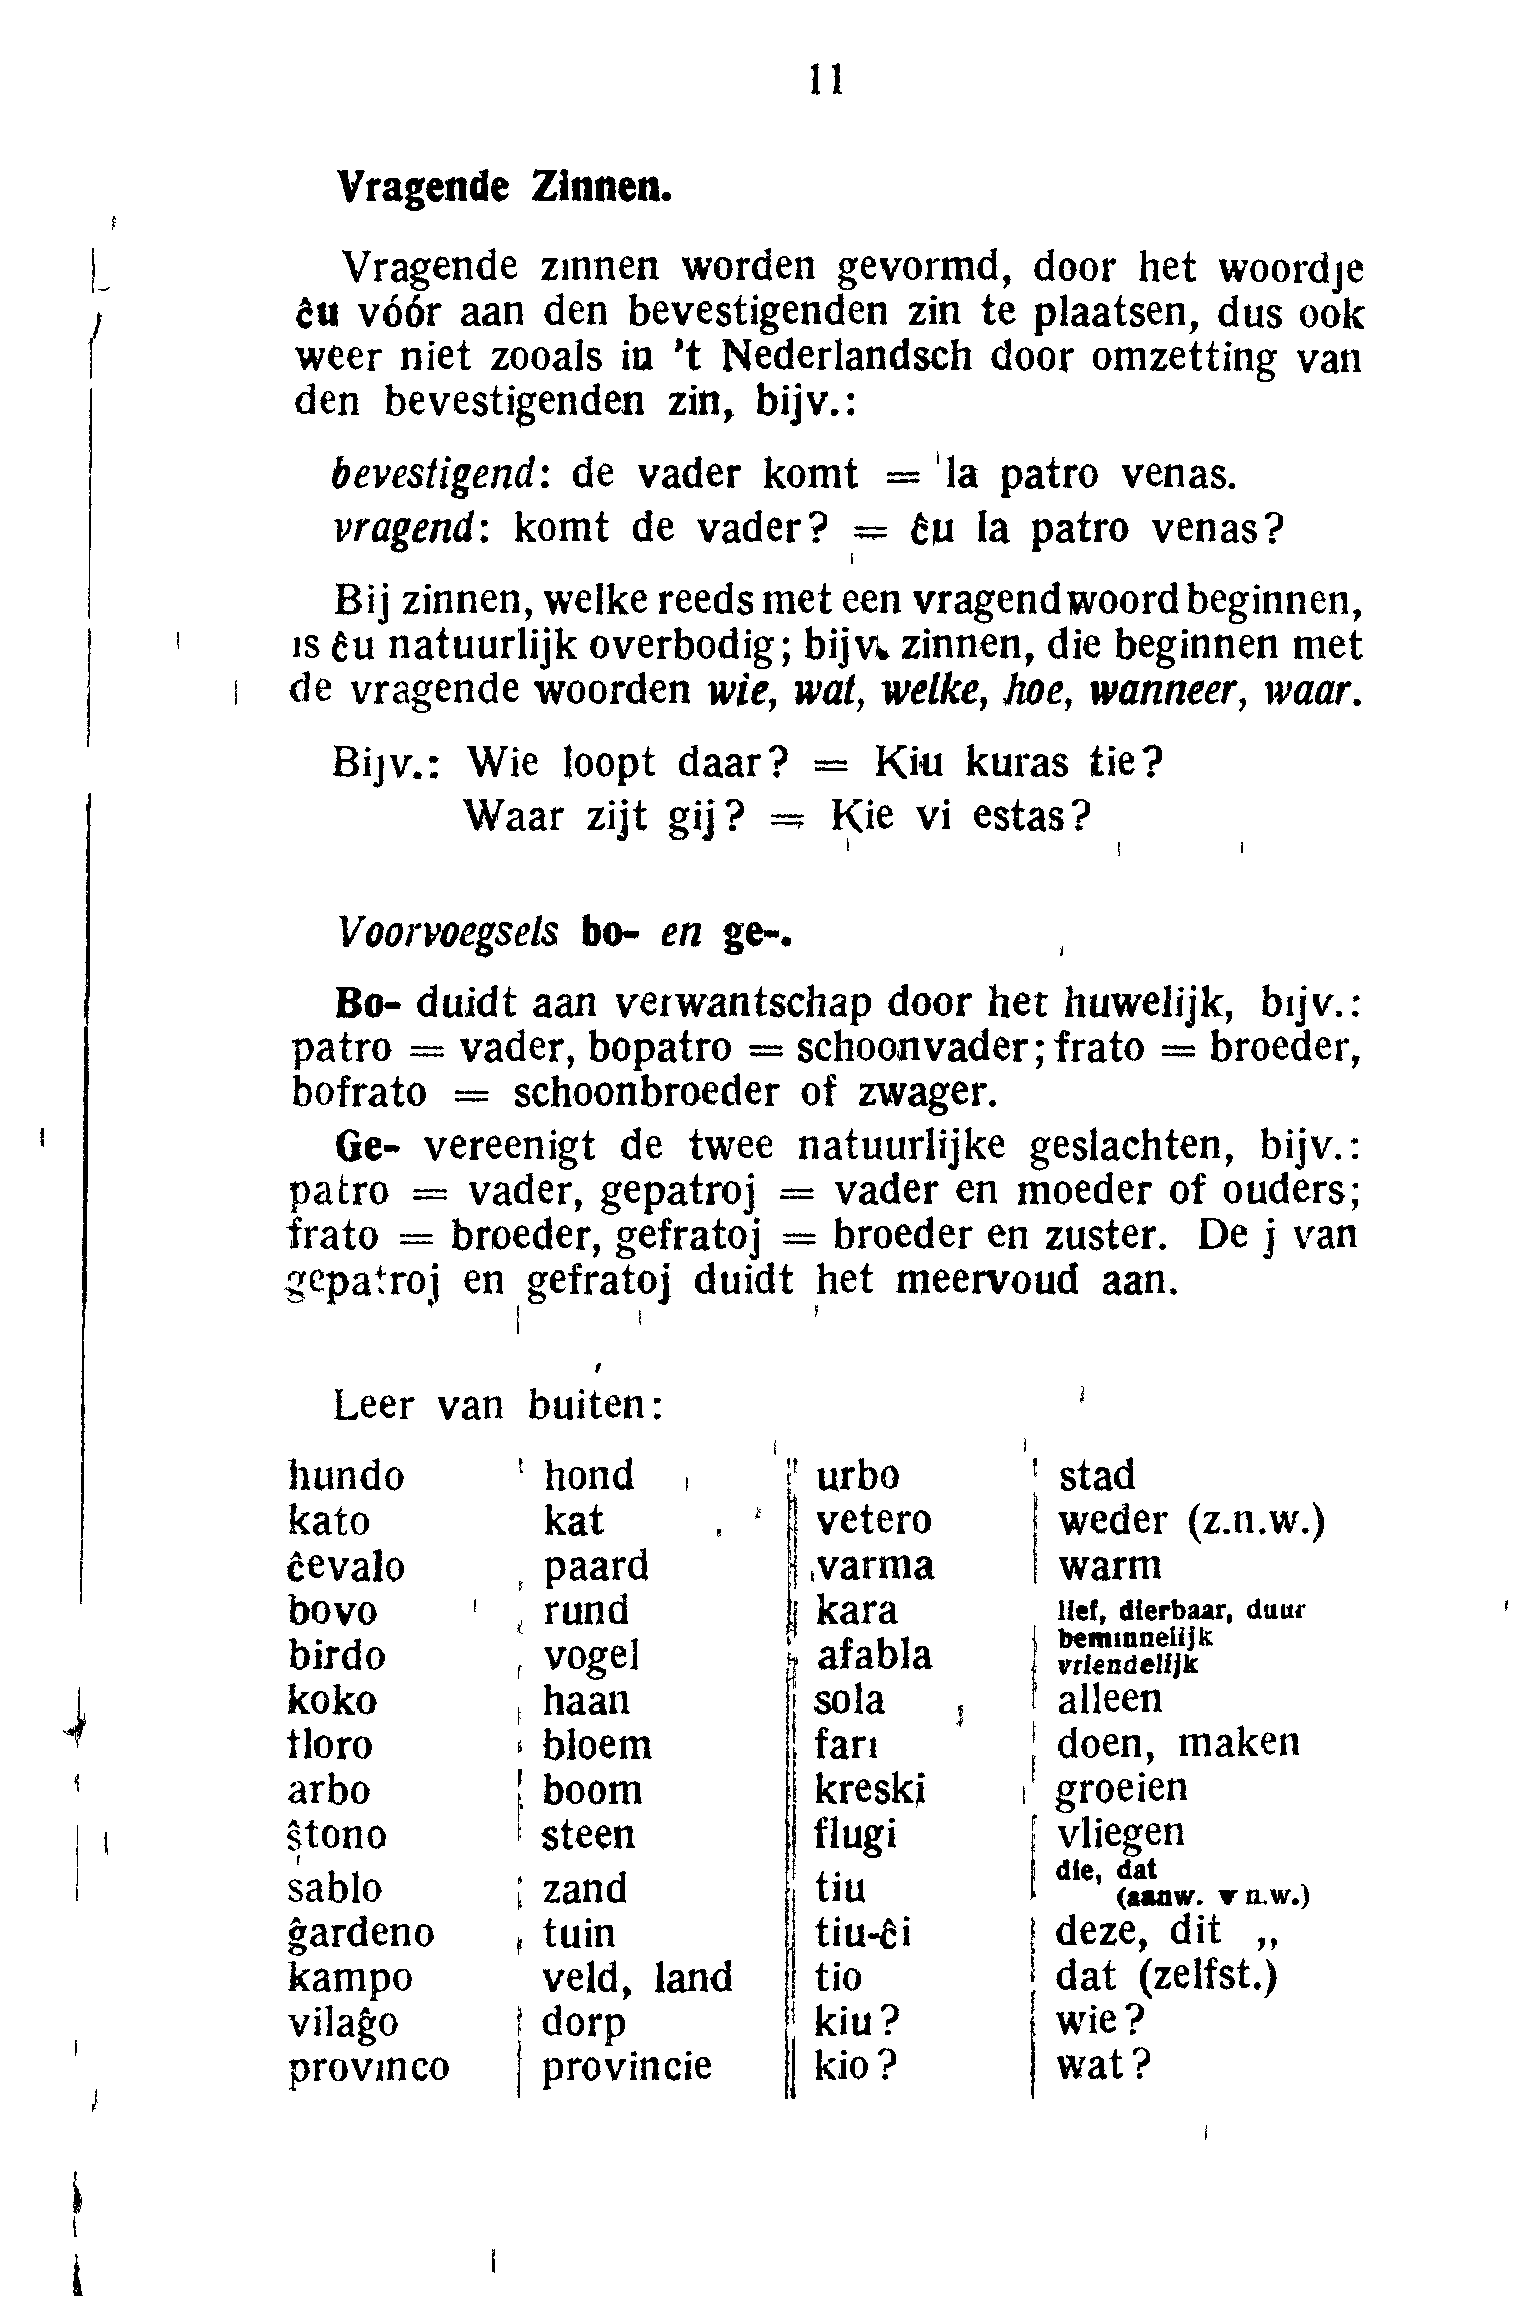 11
Vragende Zinnen.
Vragende zinnen worden gevormd, door het woordje
ĉu vóór aan den bevestigenden zin te plaatsen, dus ook
weer niet zooals in 't Nederlandsch door omzetting van
den bevestigenden zin, bijv.:
bevestigend: de vader komt = la patro venas.
vragend: komt de vader? = ĉu la patro venas?
Bij zinnen, welke reeds met een vragend woord beginnen,
is ĉu natuurlijk overbodig; bijv. zinnen, die beginnen met
de vragende woorden wie, wat, welke, hoe, wanneer, waar.
Bijv.: Wie loopt daar? = Kiu kuras tie?
Waar zijt gij? = Kie vi estas?
Voorvoegsels bo- en ge-.
Bo- duidt aan verwantschap door het huwelijk, bijv.:
patro = vader, bopatro = schoonvader; frato = broeder,
bofrato = schoonbroeder of zwager.
Ge- vereenigt de twee natuurlijke geslachten, bijv.:
patro = vader, gepatroj = vader en moeder of ouders;
frato = broeder, gefratoj = broeder en zuster. De j van
gepatroj en gefratoj duidt het meervoud aan.
Leer van buiten:
hundo hond urbo stad
kato kat vetero weder (z.n.w.)
ĉevalo paard varma warm
bovo rund kara lief, dierbaar, duur
birdo vogel afabla beminnelijk
vriendelijk
koko haan sola alleen
floro bloem fari doen, maken
arbo boom kreski groeien
ŝtono steen flugi vliegen
sablo zand tiu die, dat
(aanw. v n.w.)
ĝardeno tuin tiu-ĉi deze, dit „
kampo veld, land tio dat (zelfst.)
vilaĝo dorp kiu? wie?
provinco provincie kio? wat?